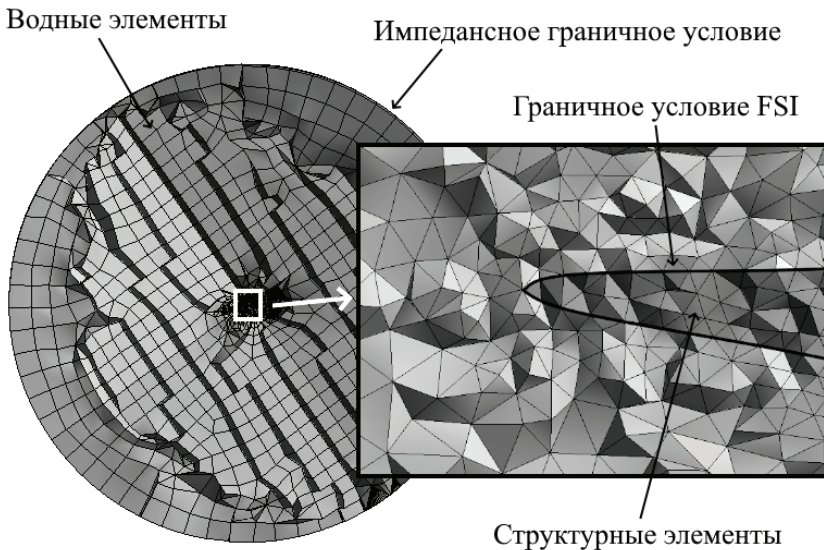 Водные элементы
Импедансное граничное условие
Граничное условие FSI
Структурные элементы